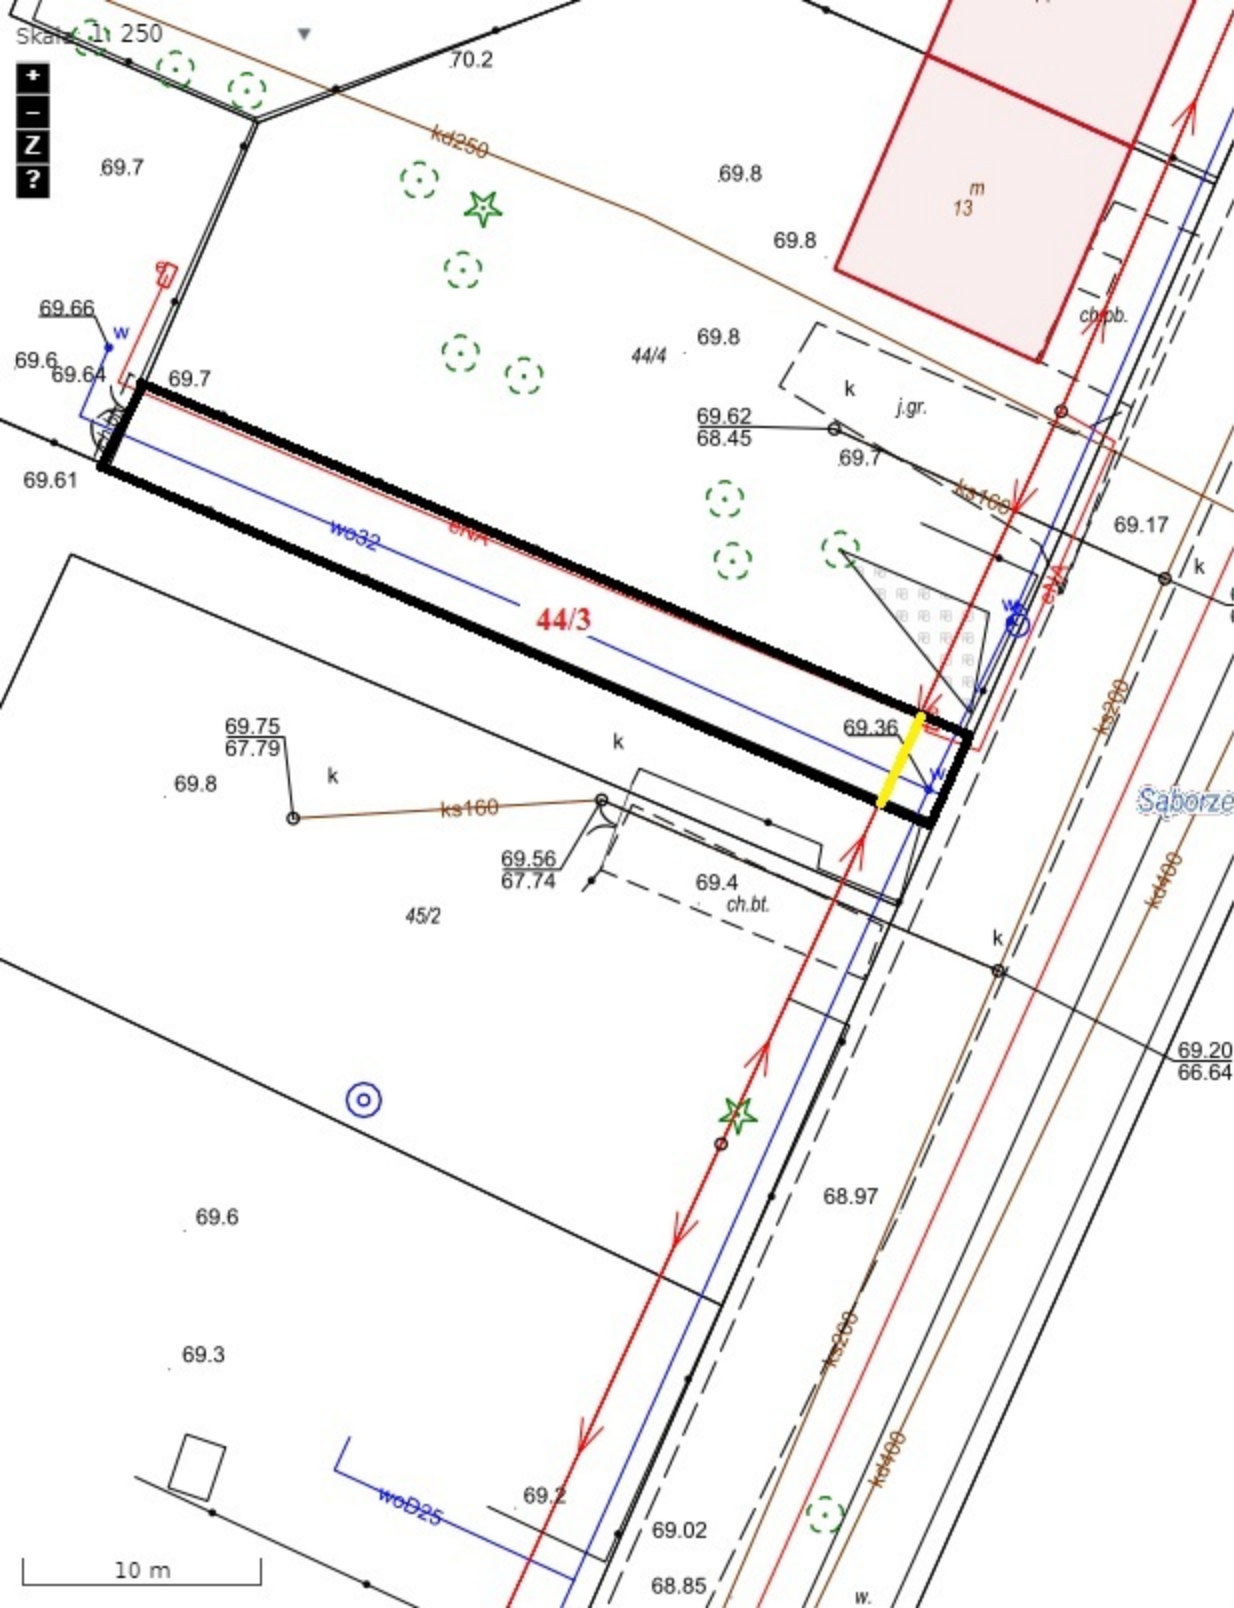 Skala 1: 250
70.2
+
–
Z
?
69.7
kd250
69.8
m
13
69.8
e
69.66
w
ch.pb.
69.8
44/4
69.6
69.64
69.7
k
j.gr.
69.62
68.45
69.7
69.61
ks160
69.17
k
wo32
eNA
eNA
w
44/3
ks200
69.75
67.79
k
69.36
w
k
69.8
ks160
Sąborze
69.56
67.74
69.4
ch.bt.
kd400
45/2
k
69.20
66.64
68.97
69.6
69.3
ks200
kd400
69.2
woD25
69.02
10 m
68.85
w.